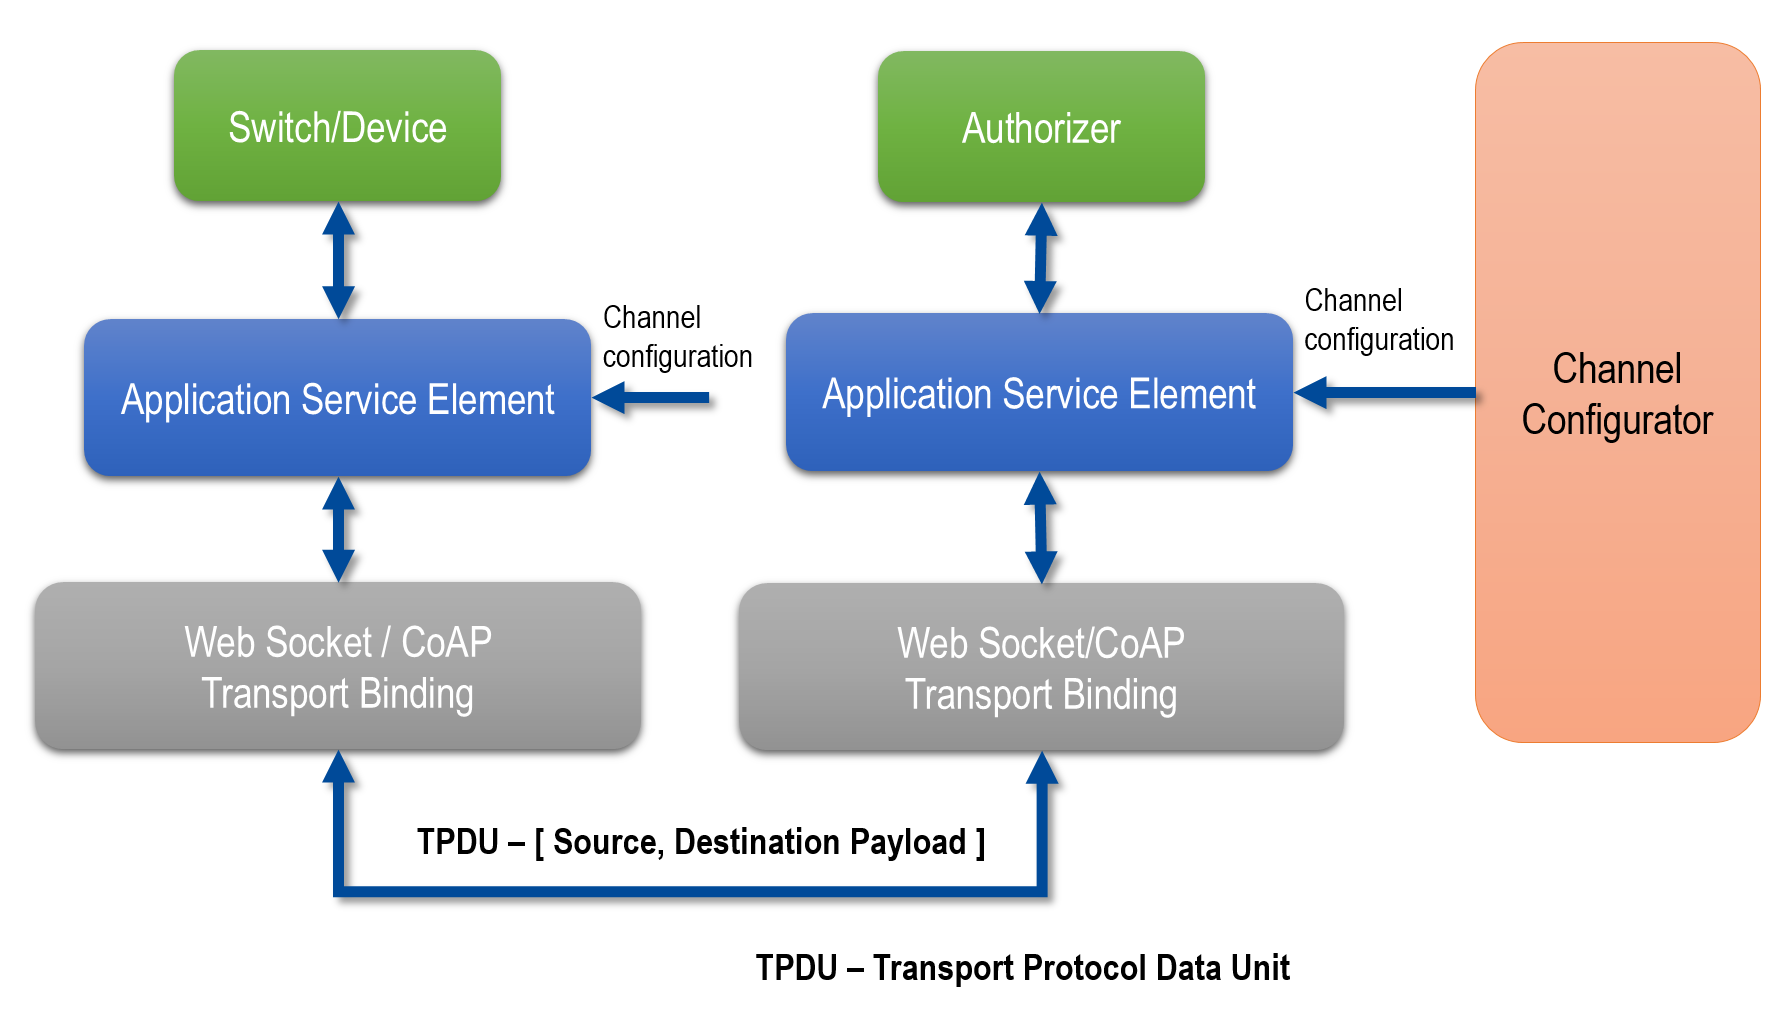 Switch/Device
Authorizer
Channel
configuration
Application Service Element
Channel
configuration
Application Service Element
Channel
Configurator
Web Socket / CoAP
Transport Binding
Web Socket/CoAP
Transport Binding
TPDU – [ Source, Destination Payload ]
TPDU – Transport Protocol Data Unit